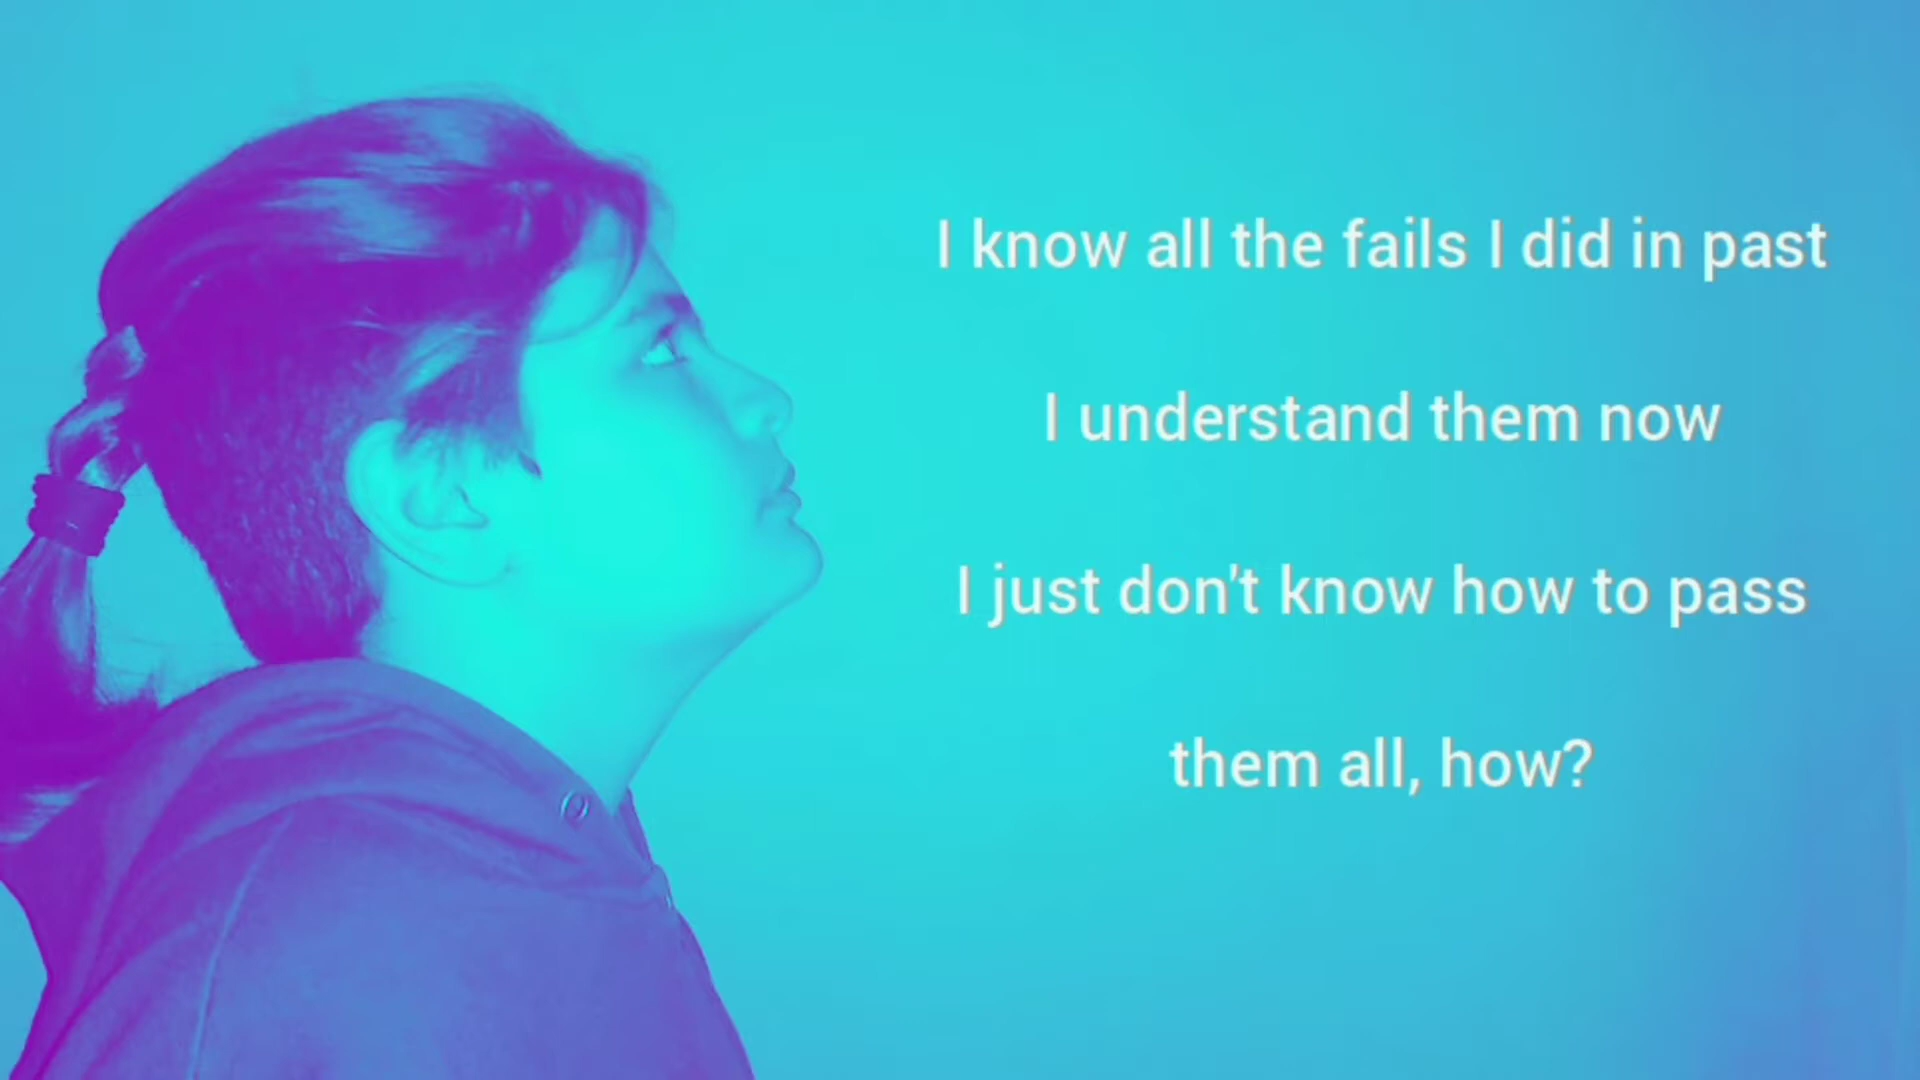 I know all the fails I did in past
I understand them now
I just don't know how to pass
them all, how?